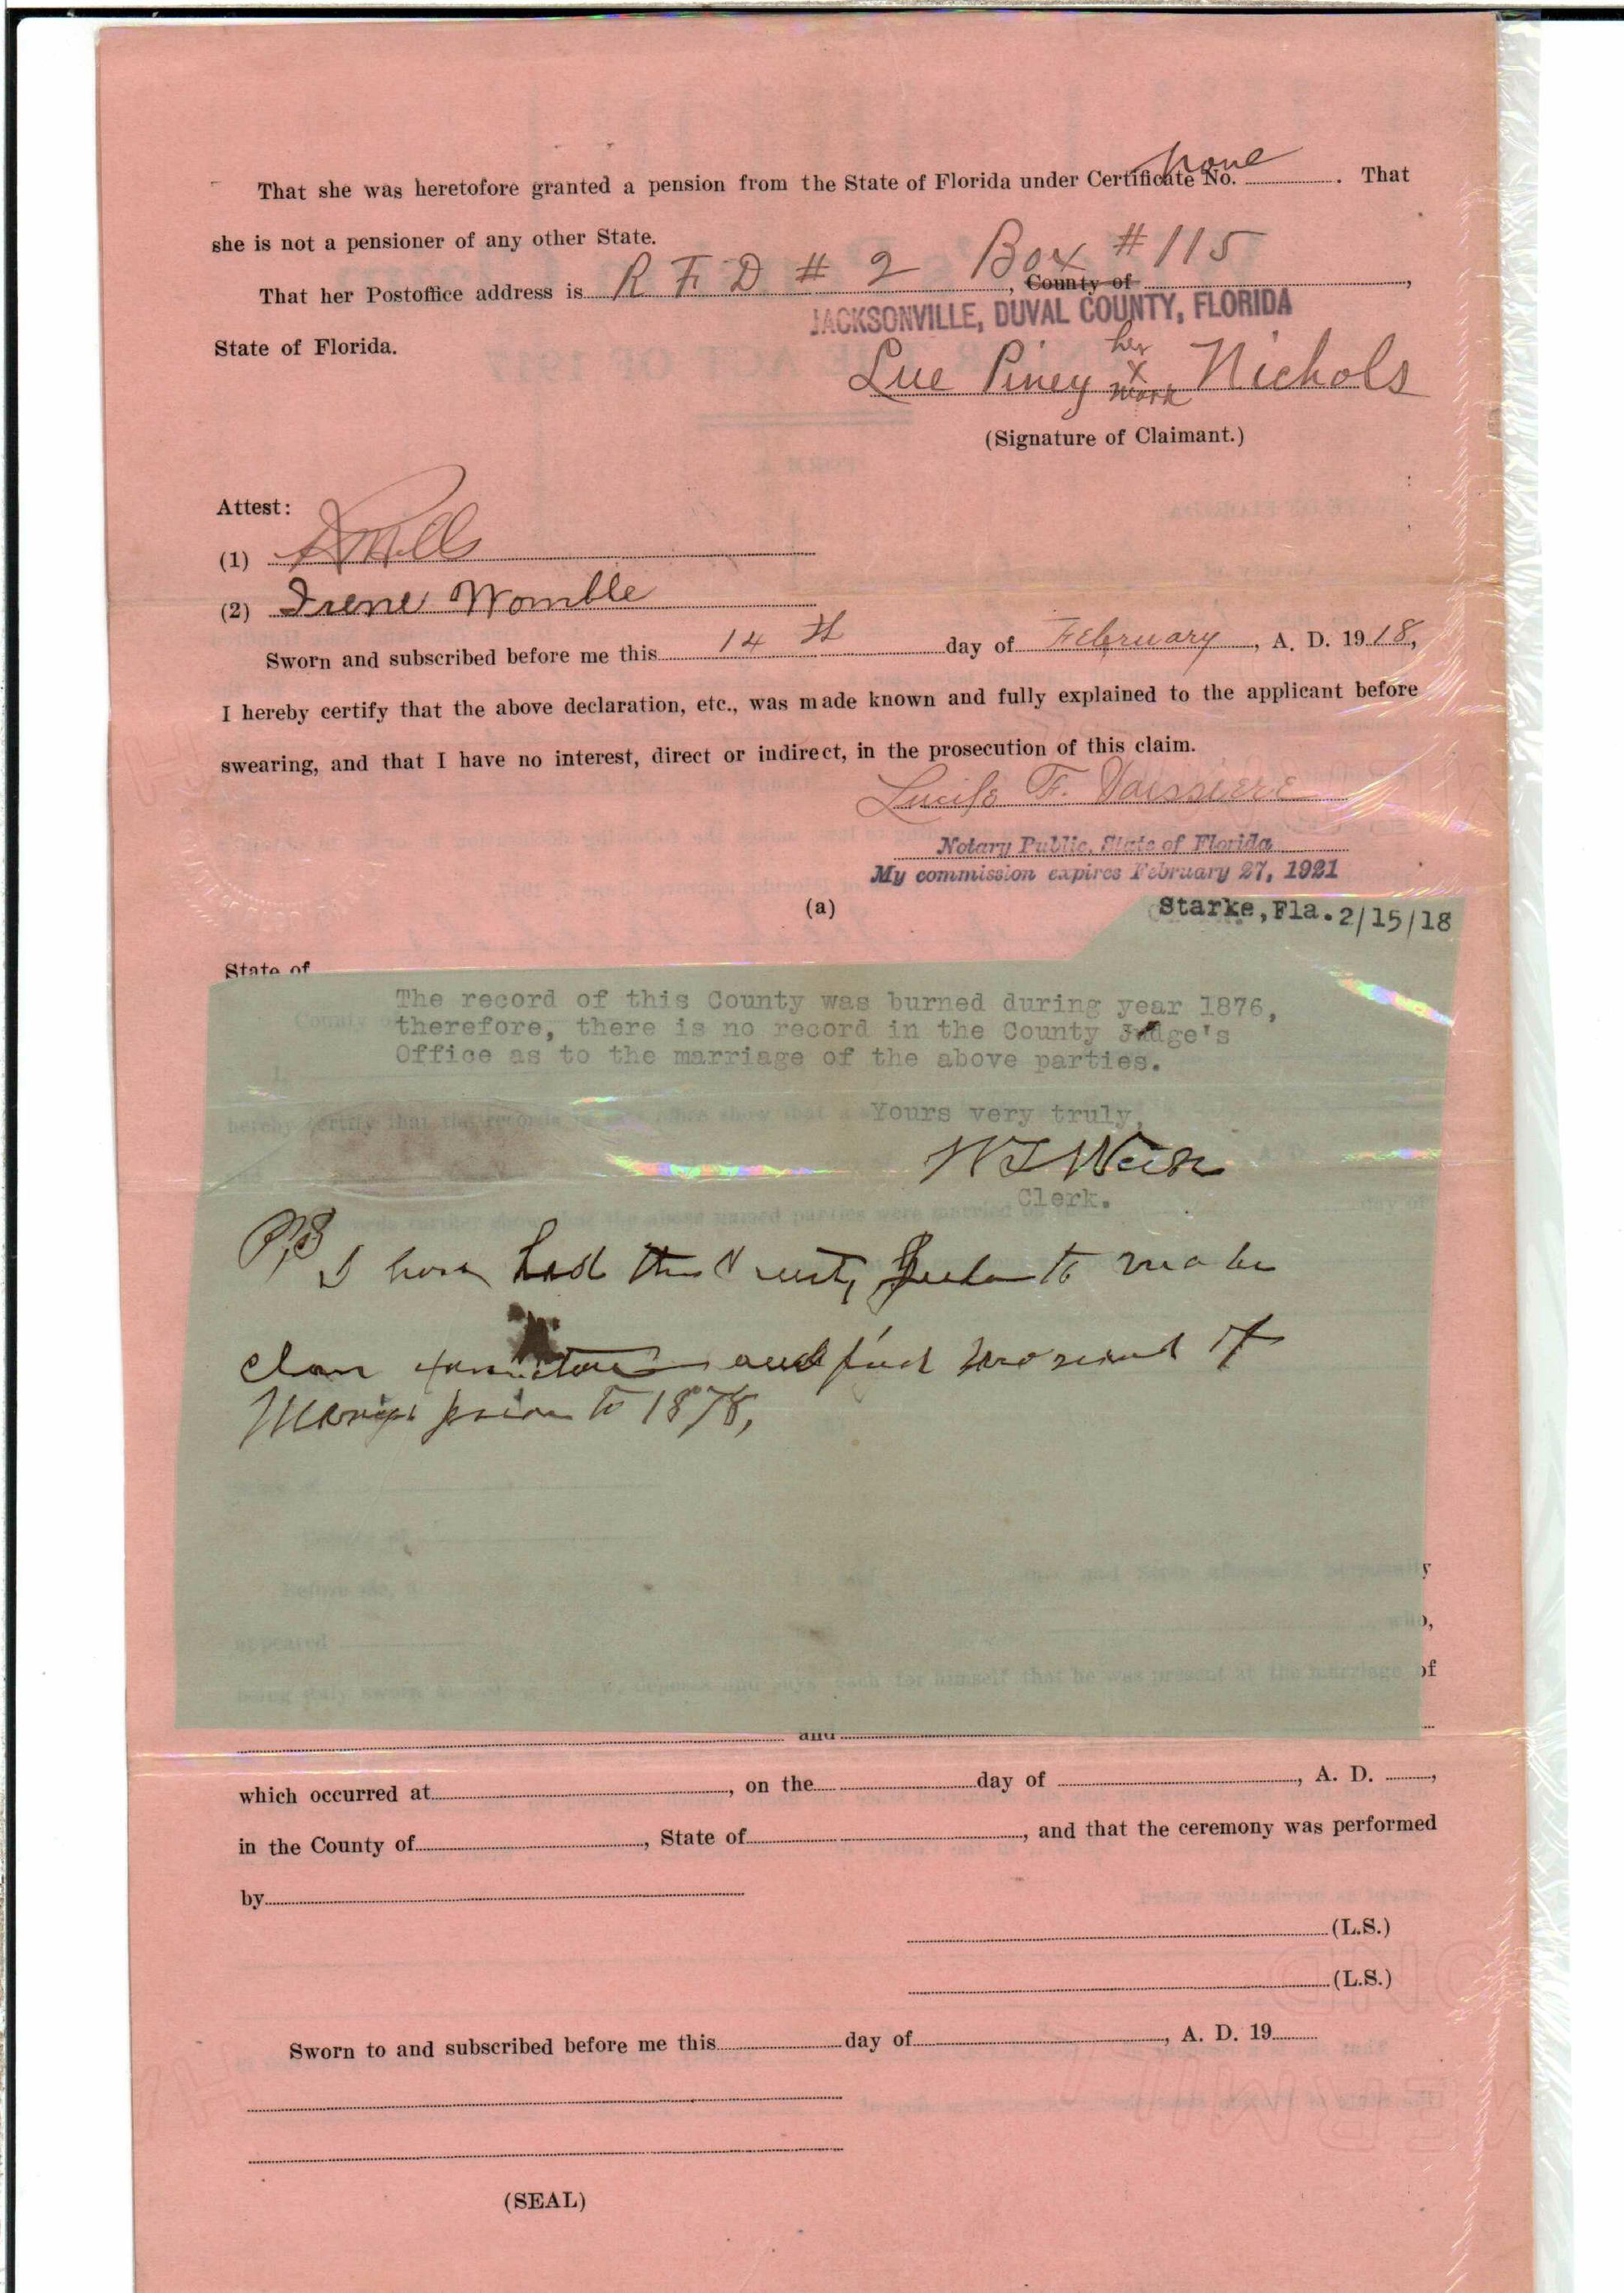 That she was heretofore granted a pension from the State of Florida under Certificate No. none. That
she is not a pensioner of any other State.
That her Postoffice address is R F D # 2 Box # 115, County of,
JACKSONVILLE, DUVAL COUNTY, FLORIDA
State of Florida.
her
Lue Piney X Nichols
mark
(Signature of Claimant.)
Attest:
(1)
(2) Irene Womble
Sworn and subscribed before me this 14 th day of February, A. D. 1918,
I hereby certify that the above declaration, etc., was made known and fully explained to the applicant before
swearing, and that I have no interest, direct or indirect, in the prosecution of this claim.
Lucile F.
Notary Public, State of Florida
My commission expires February 27, 1921
(a)
Starke, Fla. 2/15/18
State of
The record of this County was burned during year 1876,
therefore, there is no record in the County Judge's
Office as to the marriage of the above parties.
Yours very truly,
Clerk.
I have had the to make
and find no record of
Marriage prior to 1878,
and
which occurred at, on the day of, A. D.,
in the County of, State of, and that the ceremony was performed
by
(L.S.)
(L.S.)
Sworn to and subscribed before me this day of, A. D. 19
(SEAL)